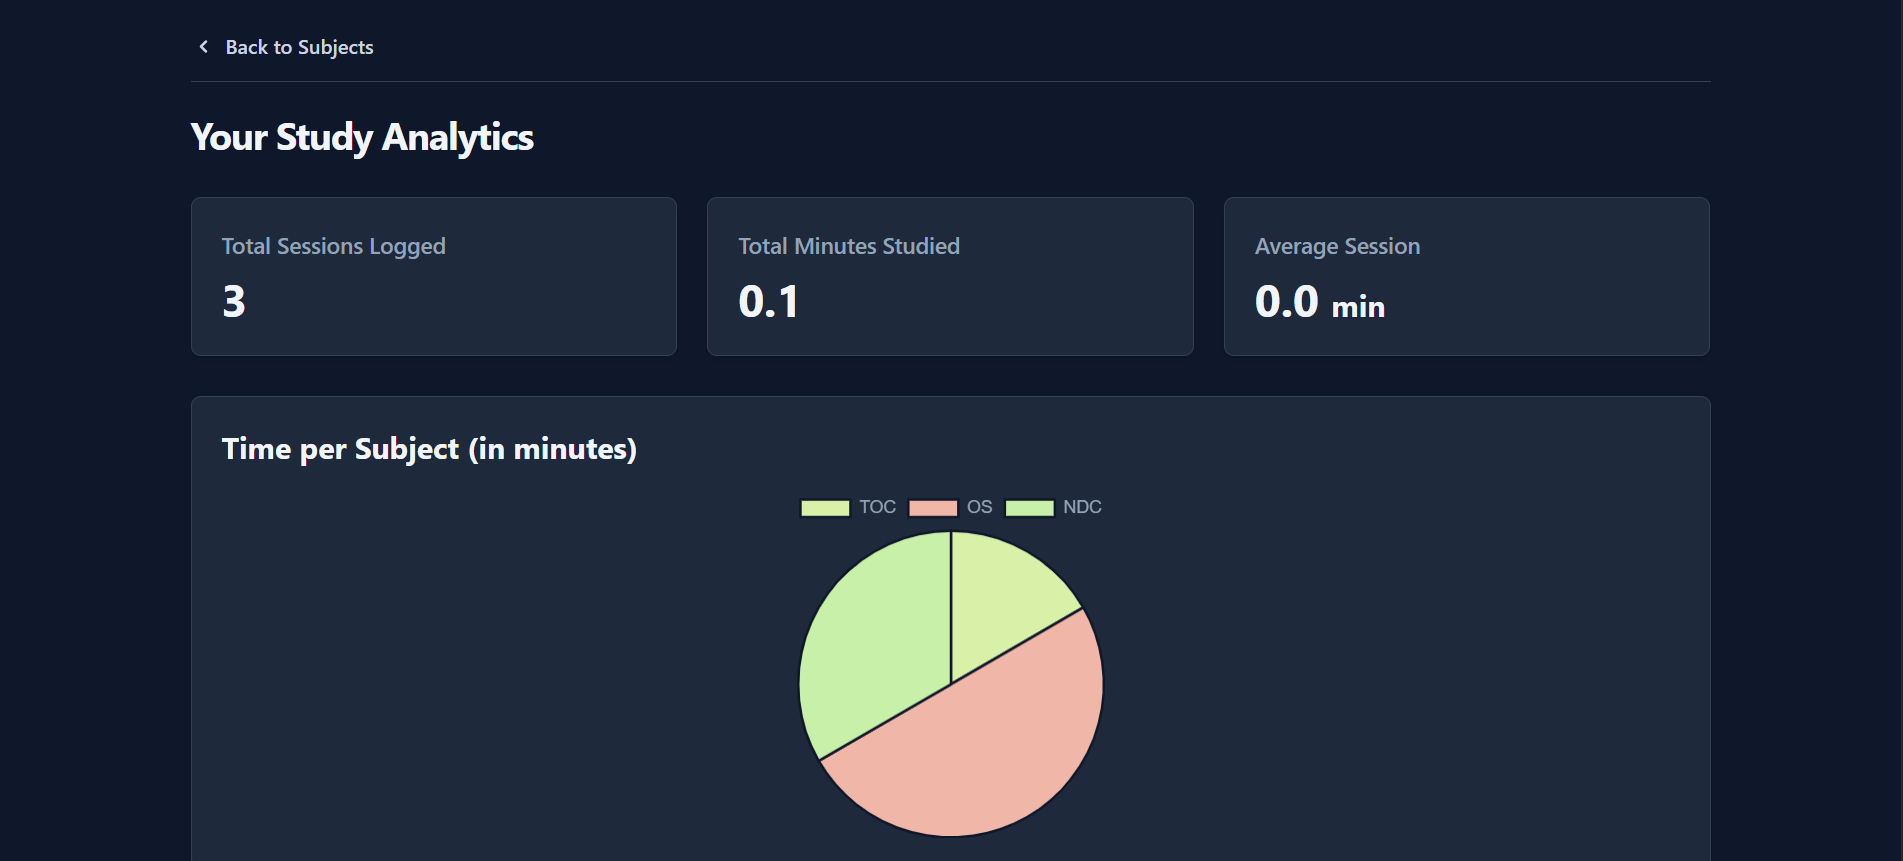 Back to Subjects
Your Study Analytics
Total Sessions Logged
3
Total Minutes Studied
0.1
Average Session
0.0 min
Time per Subject (in minutes)
TOC OS NDC